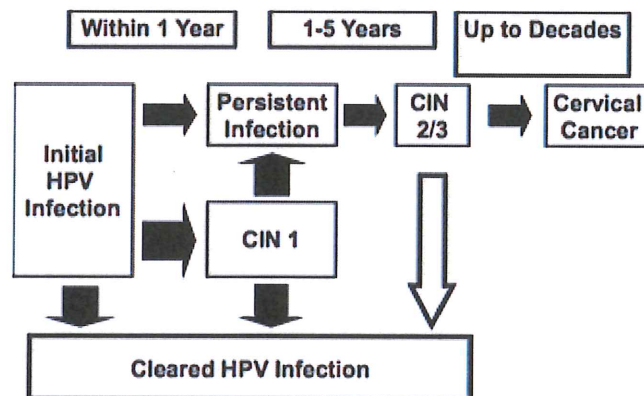 Within 1 Year
1-5 Years
Up to Decades
Initial
HPV
Infection
Persistent
Infection
CIN
2/3
Cervical
Cancer
CIN 1
Cleared HPV Infection